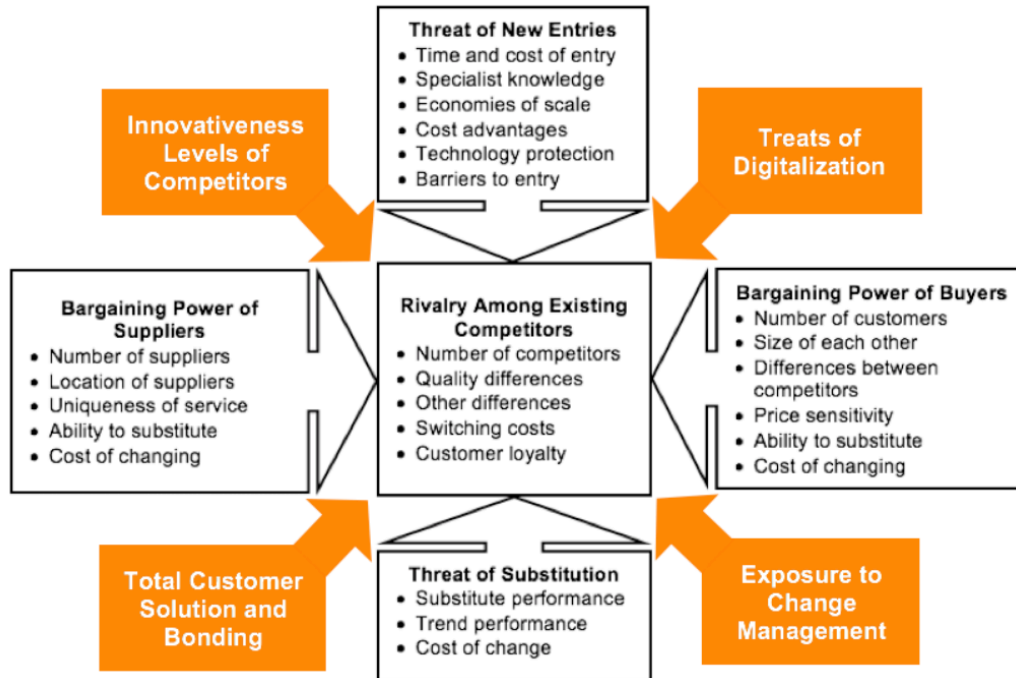 Threat of New Entries
• Time and cost of entry
• Specialist knowledge
• Economies of scale
• Cost advantages
• Technology protection
• Barriers to entry
Innovativeness
Levels of
Competitors
Treats of
Digitalization
Bargaining Power of
Suppliers
• Number of suppliers
• Location of suppliers
• Uniqueness of service
• Ability to substitute
• Cost of changing
Rivalry Among Existing
Competitors
• Number of competitors
• Quality differences
• Other differences
• Switching costs
• Customer loyalty
Bargaining Power of Buyers
• Number of customers
• Size of each other
• Differences between
competitors
• Price sensitivity
• Ability to substitute
• Cost of changing
Total Customer
Solution and
Bonding
Threat of Substitution
• Substitute performance
• Trend performance
• Cost of change
Exposure to
Change
Management